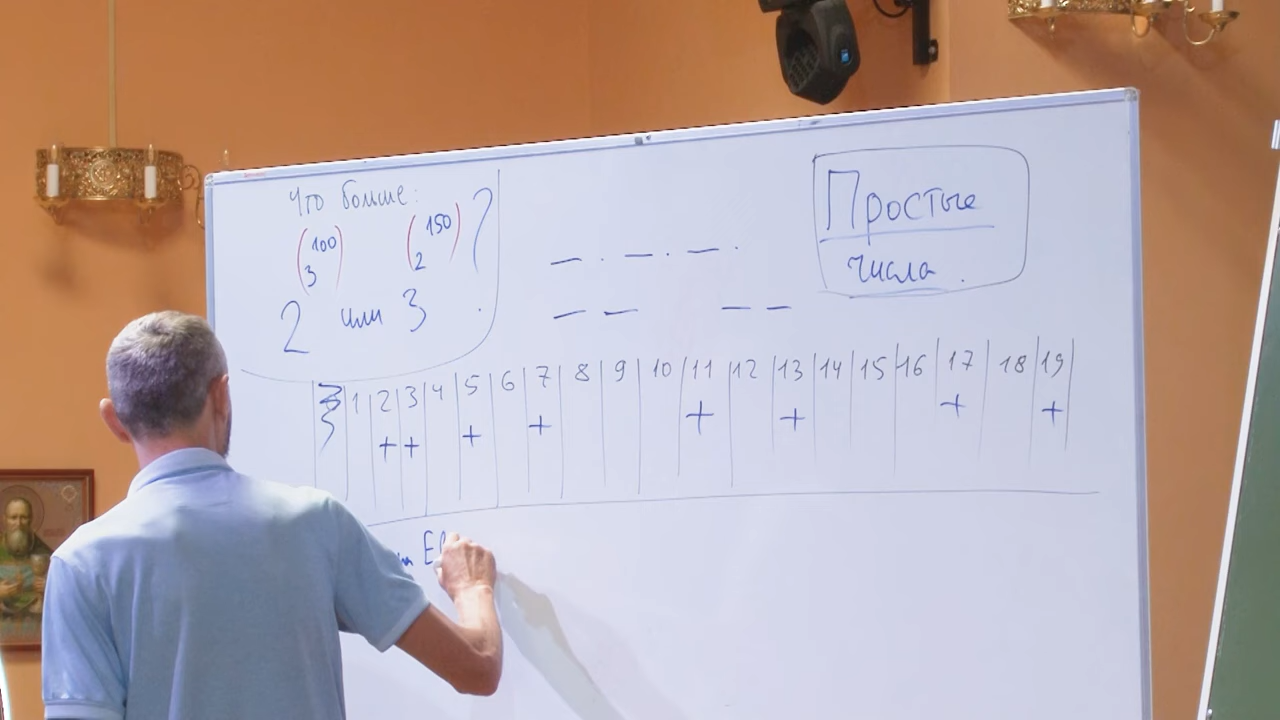 Что больше:
(3^100) (2^150) ?
2 или 3
Простые
числа.
1 2 3 4 5 6 7 8 9 10 11 12 13 14 15 16 17 18 19
+ + + + + + + +